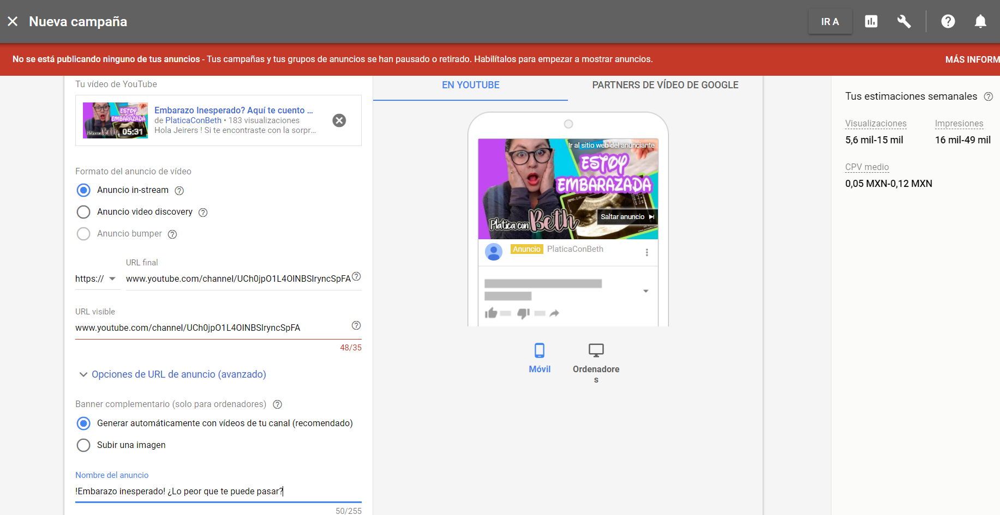 Nueva campaña
IR A
No se está publicando ninguno de tus anuncios - Tus campañas y tus grupos de anuncios se han pausado o retirado. Habilítalos para empezar a mostrar anuncios.
MÁS INFORM
Tu vídeo de YouTube
Embarazo Inesperado? Aquí te cuento ...
de PlaticaConBeth • 183 visualizaciones
Hola Jeirers ! Si te encontraste con la sorpr...
ESTOY
EMBARAZADA
Platica con Beth
05:31
Formato del anuncio de vídeo
Anuncio in-stream
Anuncio video discovery
Anuncio bumper
URL final
https://
www.youtube.com/channel/UCh0jpO1L4OINBSlryncSpFA
URL visible
www.youtube.com/channel/UCh0jpO1L4OINBSlryncSpFA
48/35
Opciones de URL de anuncio (avanzado)
Banner complementario (solo para ordenadores)
Generar automáticamente con vídeos de tu canal (recomendado)
Subir una imagen
Nombre del anuncio
!Embarazo inesperado! ¿Lo peor que te puede pasar?
50/255
EN YOUTUBE
PARTNERS DE VÍDEO DE GOOGLE
Ir al sitio web del anunciante
ESTOY
EMBARAZADA
Platica con Beth
Saltar anuncio
Anuncio PlaticaConBeth
Móvil
Ordenadore
s
Tus estimaciones semanales
Visualizaciones
5,6 mil-15 mil
Impresiones
16 mil-49 mil
CPV medio
0,05 MXN-0,12 MXN